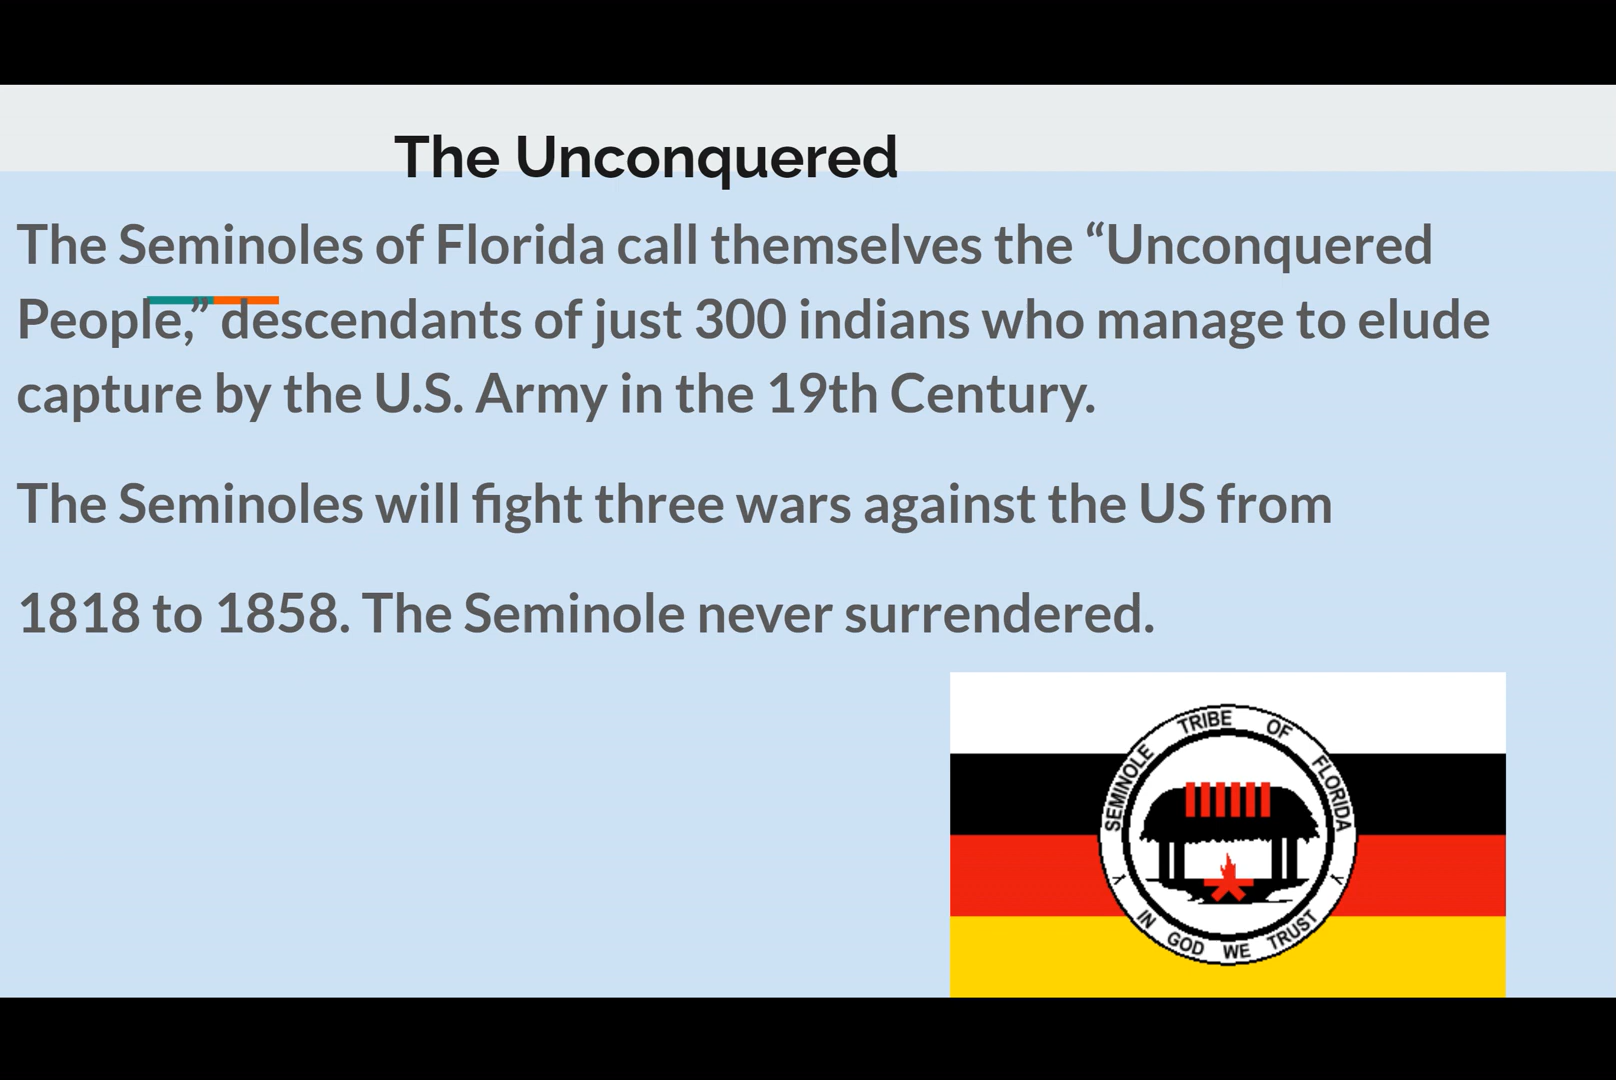 The Unconquered
The Seminoles of Florida call themselves the “Unconquered
People,” descendants of just 300 indians who manage to elude
capture by the U.S. Army in the 19th Century.
The Seminoles will fight three wars against the US from
1818 to 1858. The Seminole never surrendered.
SEMINOLE TRIBE OF FLORIDA
IN GOD WE TRUST